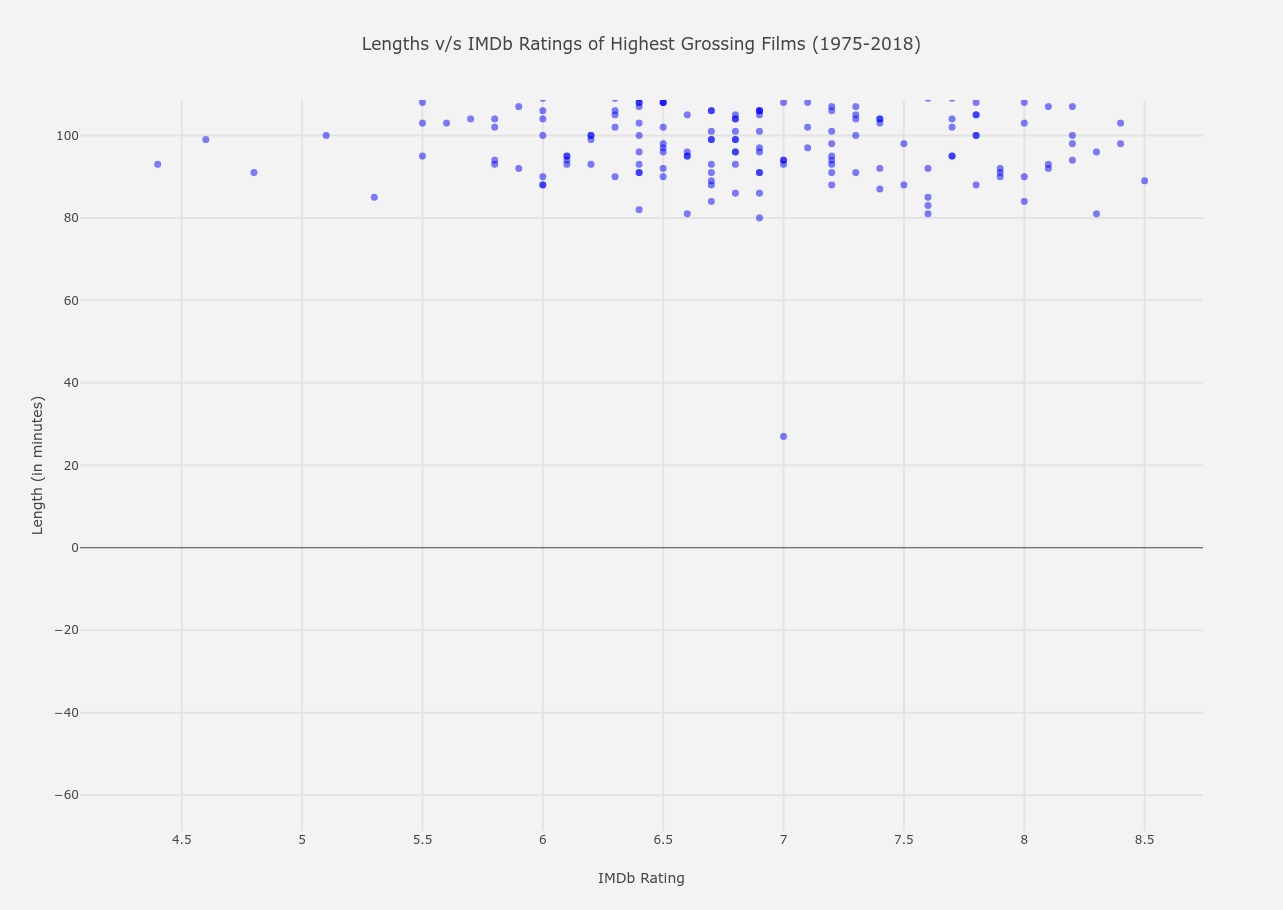 Lengths v/s IMDb Ratings of Highest Grossing Films (1975-2018)
100
80
60
40
20
0
−20
−40
−60
Length (in minutes)
4.5 5 5.5 6 6.5 7 7.5 8 8.5
IMDb Rating